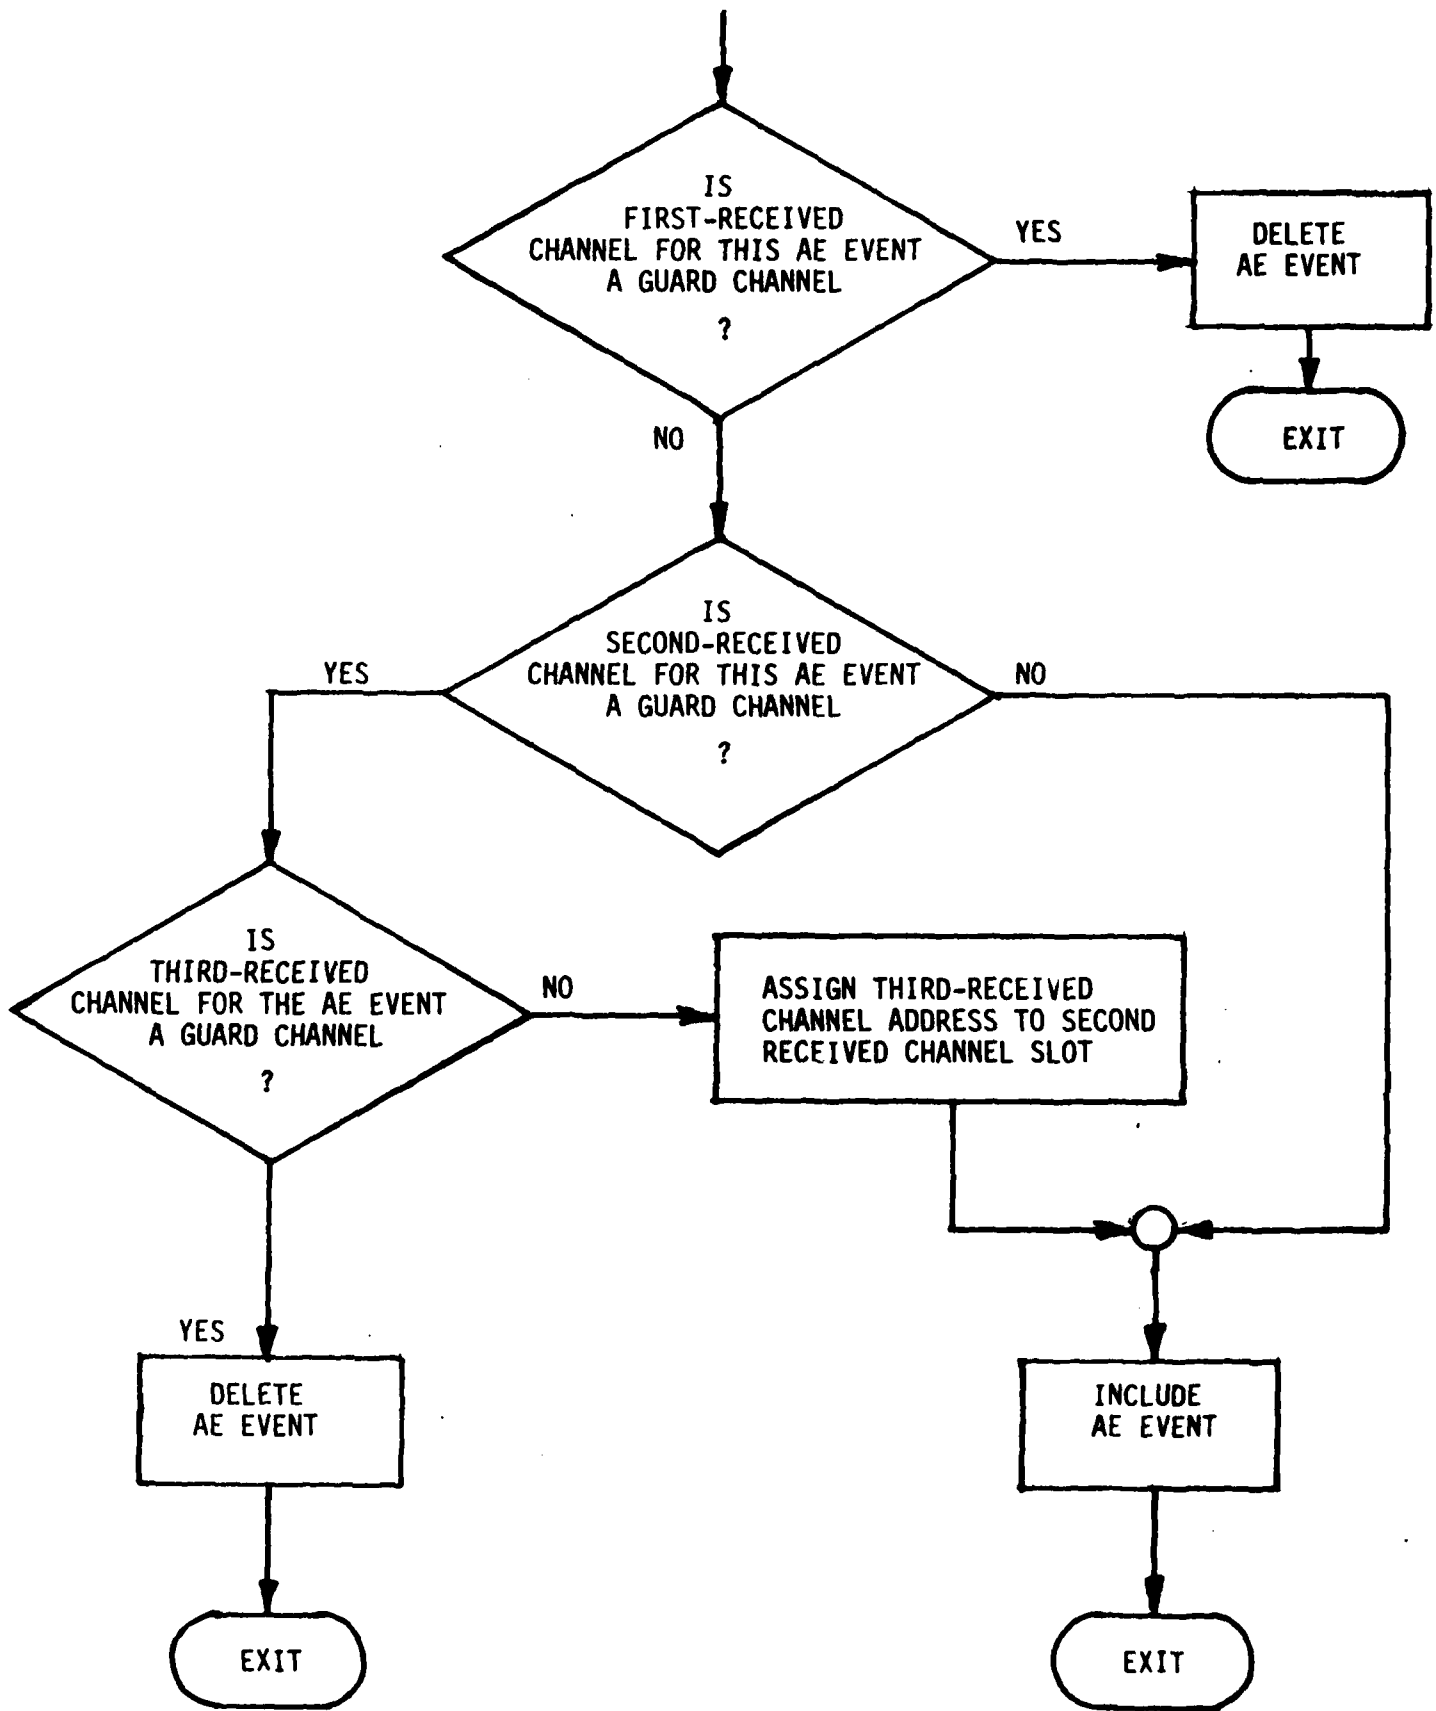 IS
FIRST-RECEIVED
CHANNEL FOR THIS AE EVENT
A GUARD CHANNEL
?
YES
DELETE
AE EVENT
EXIT
NO
IS
SECOND-RECEIVED
CHANNEL FOR THIS AE EVENT
A GUARD CHANNEL
?
YES
NO
IS
THIRD-RECEIVED
CHANNEL FOR THE AE EVENT
A GUARD CHANNEL
?
NO
ASSIGN THIRD-RECEIVED
CHANNEL ADDRESS TO SECOND
RECEIVED CHANNEL SLOT
YES
DELETE
AE EVENT
EXIT
INCLUDE
AE EVENT
EXIT